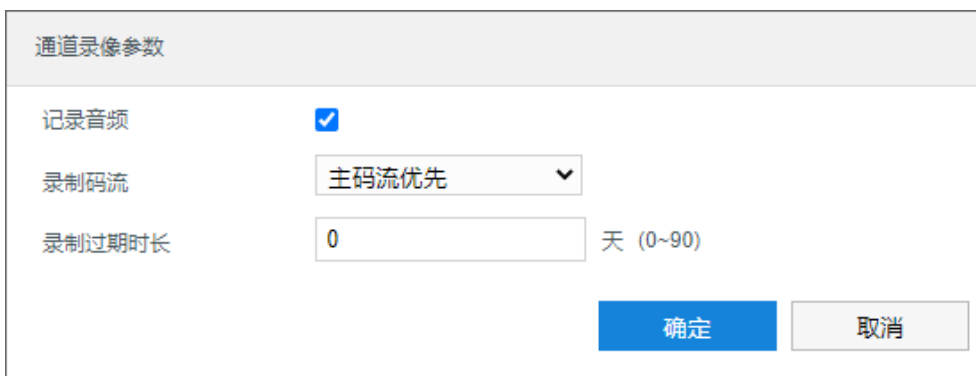 通道录像参数
记录音频
录制码流 主码流优先
录制过期时长 0 天 (0~90)
确定 取消